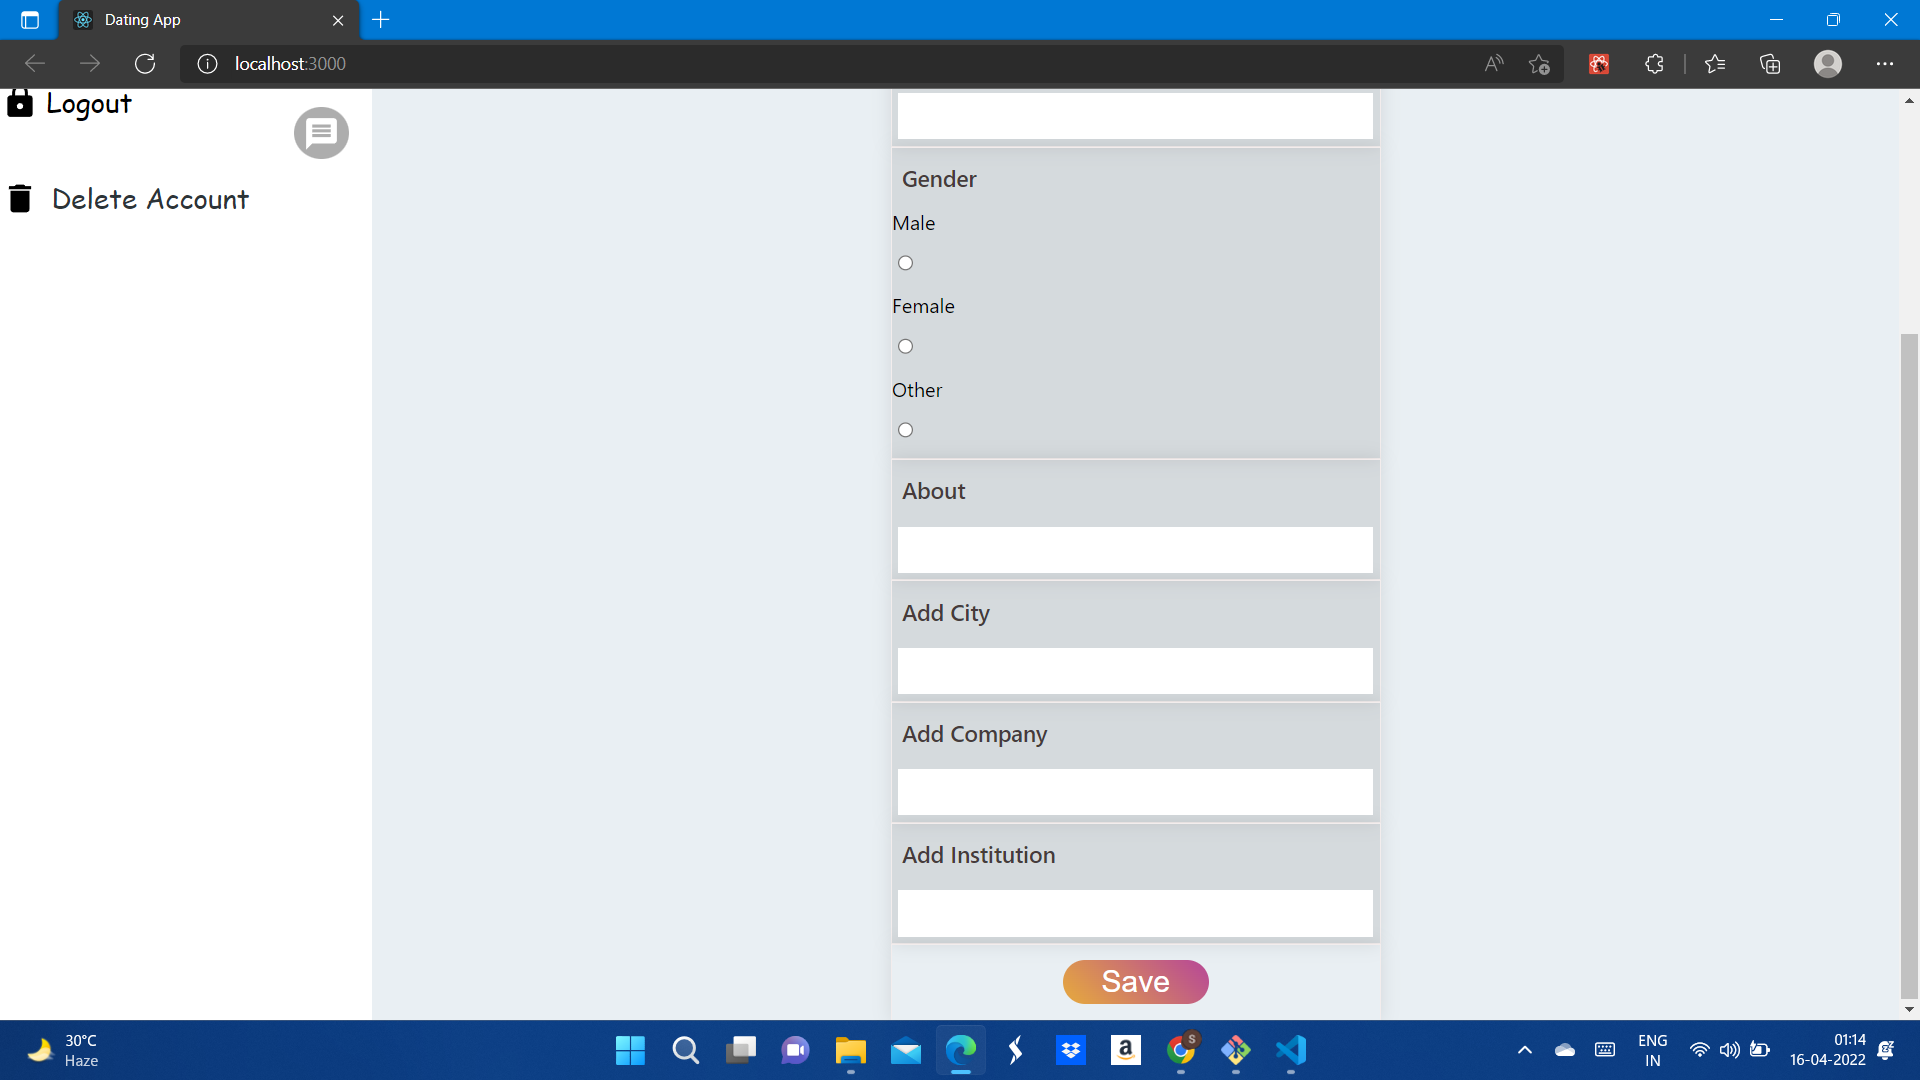 Dating App
localhost:3000
Logout
Delete Account
Gender
Male
Female
Other
About
Add City
Add Company
Add Institution
Save
30°C
Haze
a
S
ENG
IN
01:14
16-04-2022